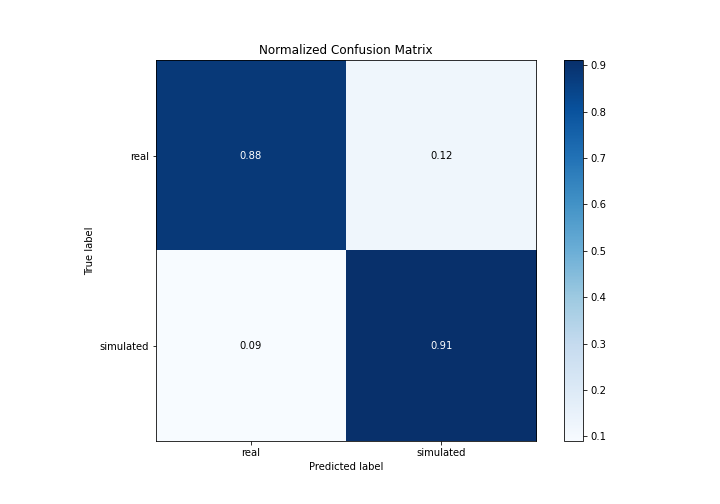 Normalized Confusion Matrix
0.9
0.8
0.7
0.6
0.5
0.4
0.3
0.2
0.1
True label
real
simulated
0.88
0.12
0.09
0.91
real
simulated
Predicted label